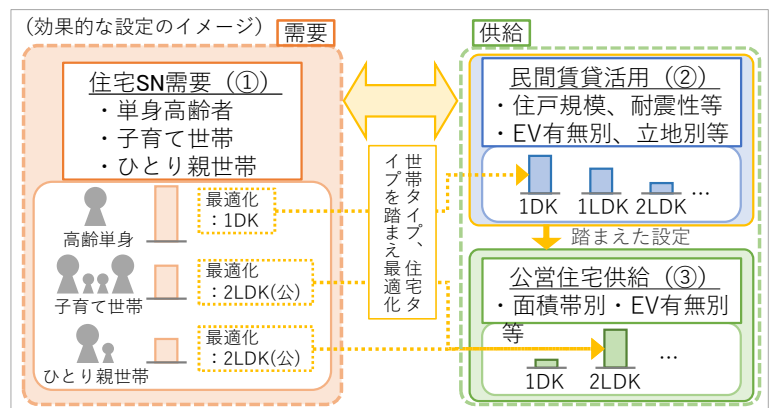 （効果的な設定のイメージ）
需要
住宅SN需要（①）
・単身高齢者
・子育て世帯
・ひとり親世帯
高齢単身
最適化
：1DK
子育て世帯
最適化
：2LDK(公)
ひとり親世帯
最適化
：2LDK(公)
世帯タイプ、住宅タ
イプを踏まえ最適化
供給
民間賃貸活用（②）
・住戸規模、耐震性等
・EV有無別、立地別等
1DK 1LDK 2LDK ...
踏まえた設定
公営住宅供給（③）
・面積帯別・EV有無別
等
1DK 2LDK ...